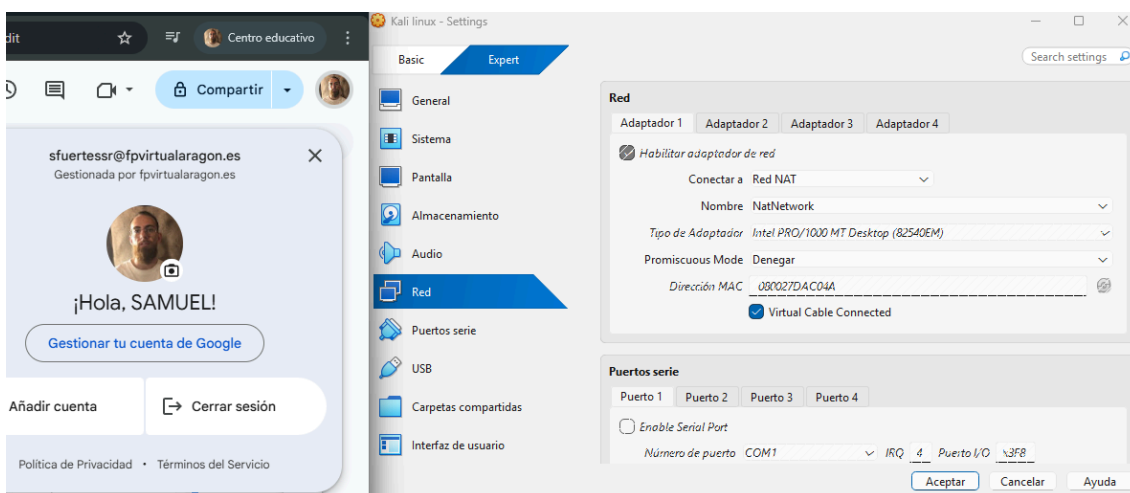 dit
Centro educativo
Compartir
sfuertessr@fpvirtualaragon.es
Gestionada por fpvirtualaragon.es
¡Hola, SAMUEL!
Gestionar tu cuenta de Google
Añadir cuenta
Cerrar sesión
Política de Privacidad • Términos del Servicio
Kali linux - Settings
Basic
Expert
Search settings
General
Sistema
Pantalla
Almacenamiento
Audio
Red
Puertos serie
USB
Carpetas compartidas
Interfaz de usuario
Red
Adaptador 1 Adaptador 2 Adaptador 3 Adaptador 4
Habilitar adaptador de red
Conectar a Red NAT
Nombre NatNetwork
Tipo de Adaptador Intel PRO/1000 MT Desktop (82540EM)
Promiscuous Mode Denegar
Dirección MAC 080027DAC04A
Virtual Cable Connected
Puertos serie
Puerto 1 Puerto 2 Puerto 3 Puerto 4
Enable Serial Port
Número de puerto COM1 IRQ 4 Puerto I/O 0x3F8
Aceptar Cancelar Ayuda